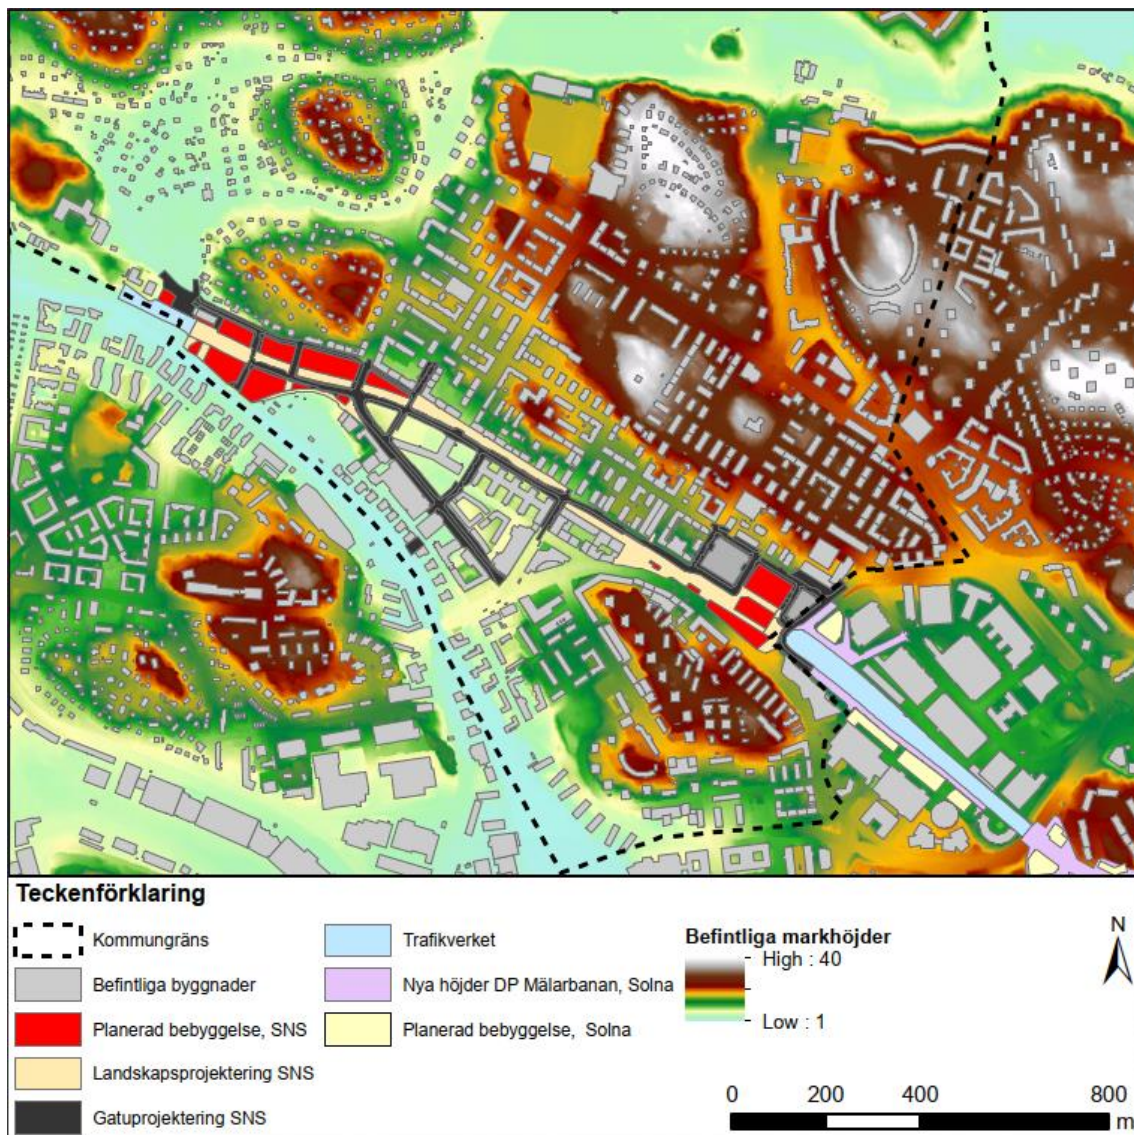 Teckenförklaring
Kommungräns
Befintliga byggnader
Planerad bebyggelse, SNS
Landskapsprojektering SNS
Gatuprojektering SNS
Trafikverket
Nya höjder DP Mälarbanan, Solna
Planerad bebyggelse, Solna
Befintliga markhöjder
High : 40
Low : 1
N
0 200 400 800
m